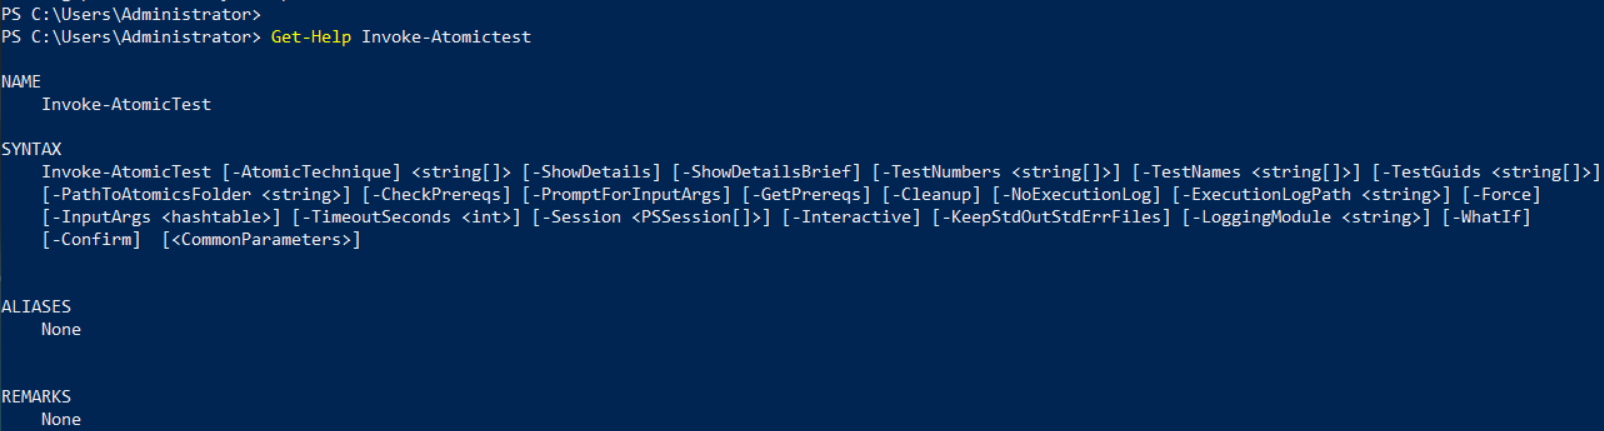 PS C:\Users\Administrator>
PS C:\Users\Administrator> Get-Help Invoke-Atomictest
NAME
Invoke-AtomicTest
SYNTAX
Invoke-AtomicTest [-AtomicTechnique] <string[]> [-ShowDetails] [-ShowDetailsBrief] [-TestNumbers <string[]>] [-TestNames <string[]>] [-TestGuids <string[]>]
[-PathToAtomicsFolder <string>] [-CheckPrereqs] [-PromptForInputArgs] [-GetPrereqs] [-Cleanup] [-NoExecutionLog] [-ExecutionLogPath <string>] [-Force]
[-InputArgs <hashtable>] [-TimeoutSeconds <int>] [-Session <PSSession[]>] [-Interactive] [-KeepStdOutStdErrFiles] [-LoggingModule <string>] [-WhatIf]
[-Confirm]  [<CommonParameters>]
ALIASES
None
REMARKS
None